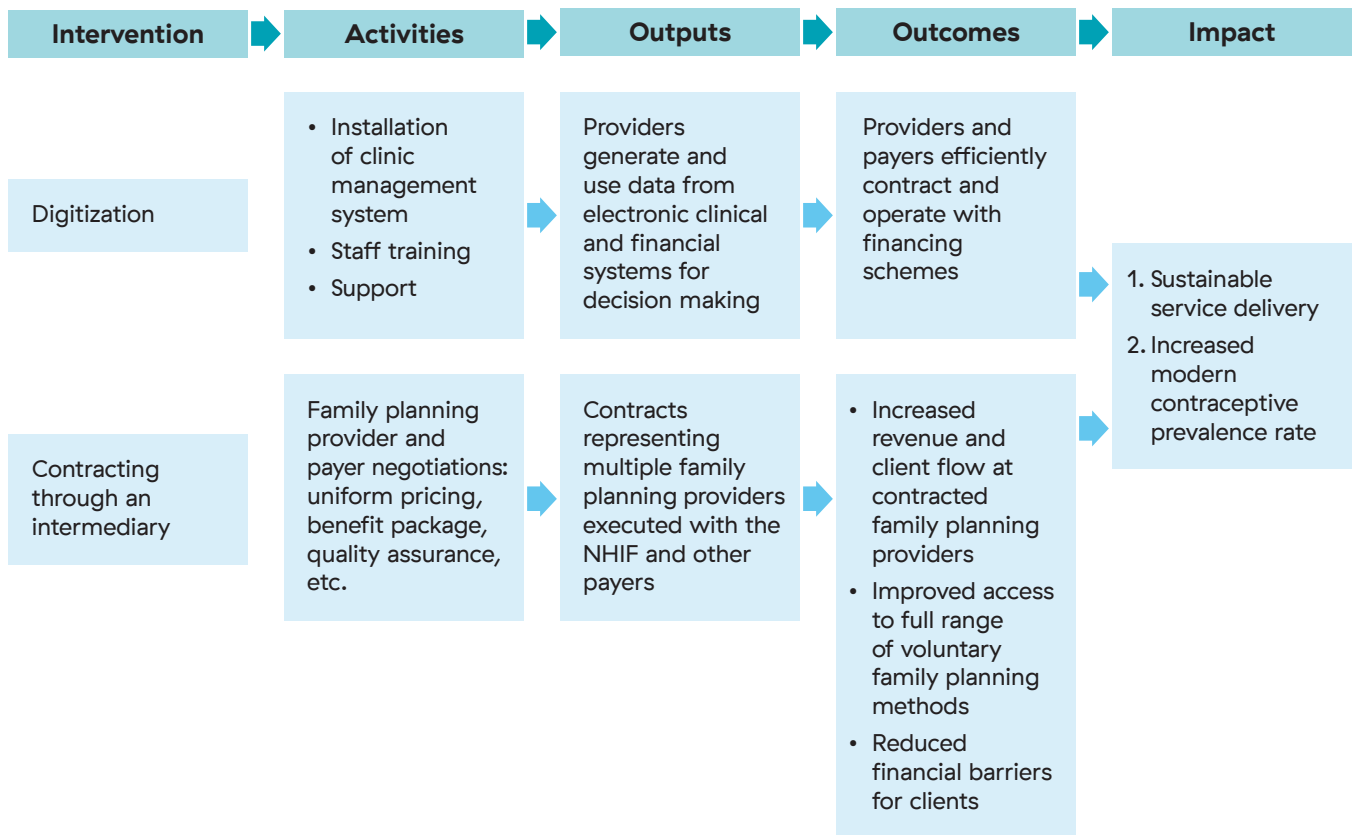 Intervention
Activities
Outputs
Outcomes
Impact
Digitization
• Installation
of clinic
management
system
• Staff training
• Support
Providers
generate and
use data from
electronic clinical
and financial
systems for
decision making
Providers and
payers efficiently
contract and
operate with
financing
schemes
Contracting
through an
intermediary
Family planning
provider and
payer negotiations:
uniform pricing,
benefit package,
quality assurance,
etc.
Contracts
representing
multiple family
planning providers
executed with the
NHIF and other
payers
• Increased
revenue and
client flow at
contracted
family planning
providers
• Improved access
to full range
of voluntary
family planning
methods
• Reduced
financial barriers
for clients
1. Sustainable
service delivery
2. Increased
modern
contraceptive
prevalence rate